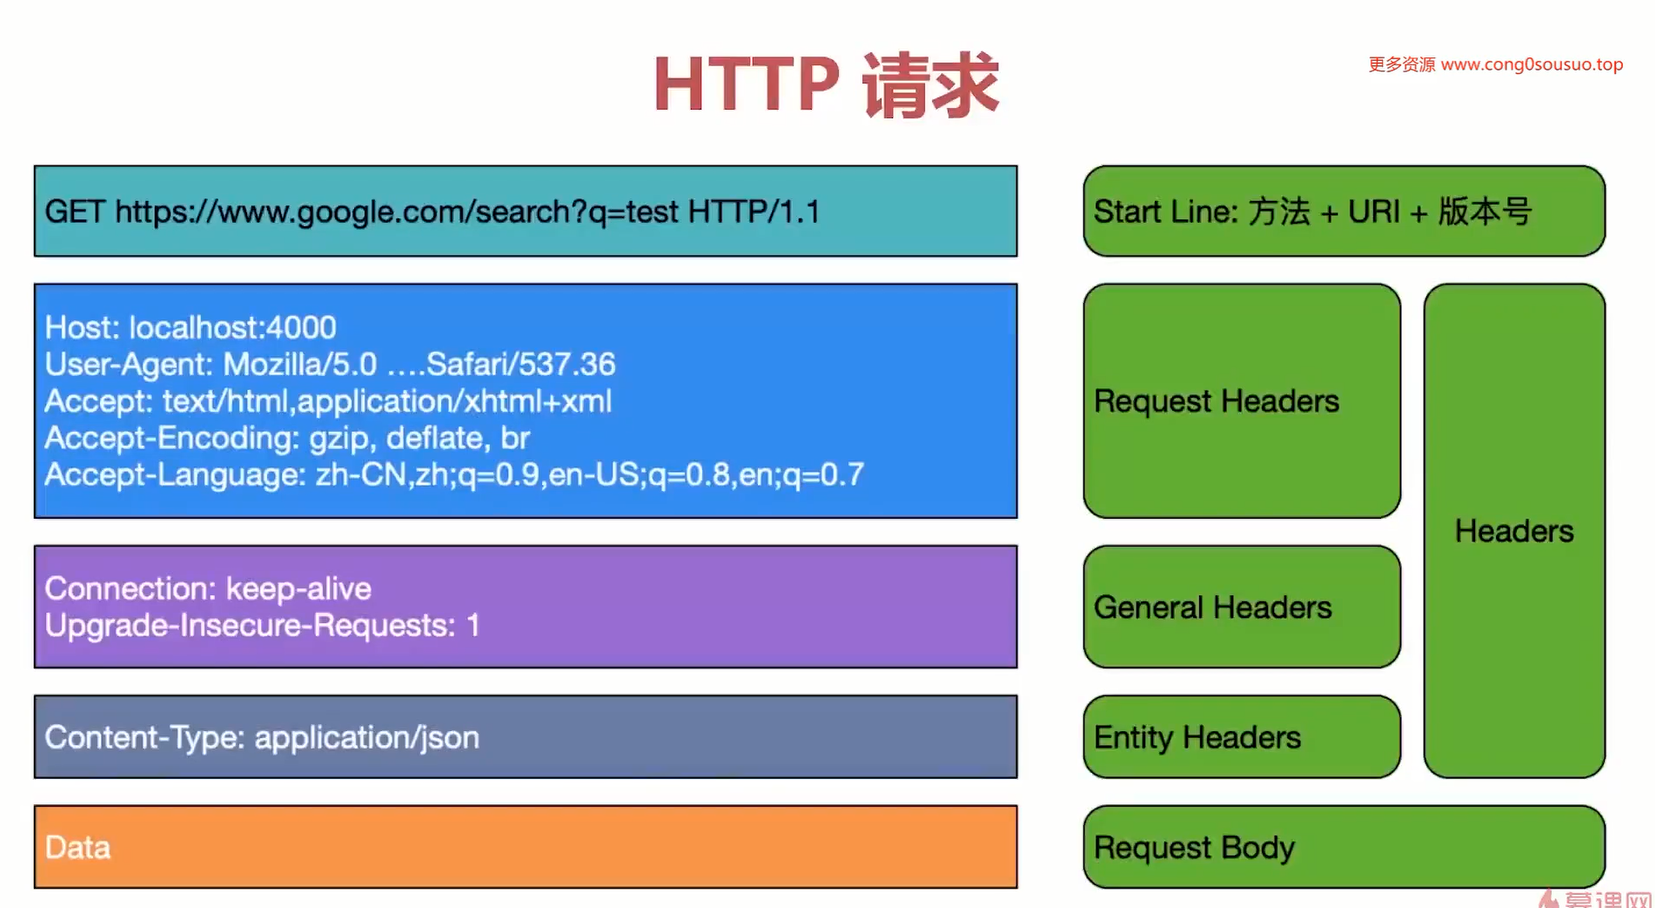 HTTP 请求
更多资源 www.cong0sousuo.top
GET https://www.google.com/search?q=test HTTP/1.1
Start Line: 方法 + URI + 版本号
Host: localhost:4000
User-Agent: Mozilla/5.0 ....Safari/537.36
Accept: text/html,application/xhtml+xml
Accept-Encoding: gzip, deflate, br
Accept-Language: zh-CN,zh;q=0.9,en-US;q=0.8,en;q=0.7
Request Headers
Headers
Connection: keep-alive
Upgrade-Insecure-Requests: 1
General Headers
Content-Type: application/json
Entity Headers
Data
Request Body
慕课网